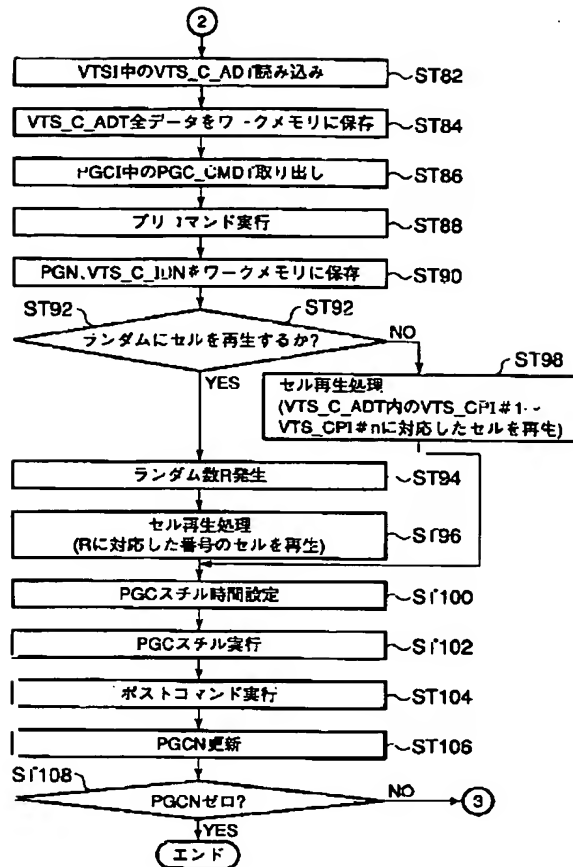 2
VTSI中のVTS_C_ADT読み込み
ST82
VTS_C_ADT全データをワークメモリに保存
ST84
PGCI中のPGC_CMDT取り出し
ST86
プリコマンド実行
ST88
PGN、VTS_C_IDN#ワークメモリに保存
ST90
ST92
ST92
ランダムにセルを再生するか?
NO
YES
ST98
セル再生処理
(VTS_C_ADT内のVTS_CPI#1~
VTS_CPI#nに対応したセルを再生)
ランダム数R発生
ST94
セル再生処理
(Rに対応した番号のセルを再生)
ST96
PGCスチル時間設定
ST100
PGCスチル実行
ST102
ポストコマンド実行
ST104
PGCN更新
ST106
ST108
PGCNゼロ?
NO
3
YES
エンド